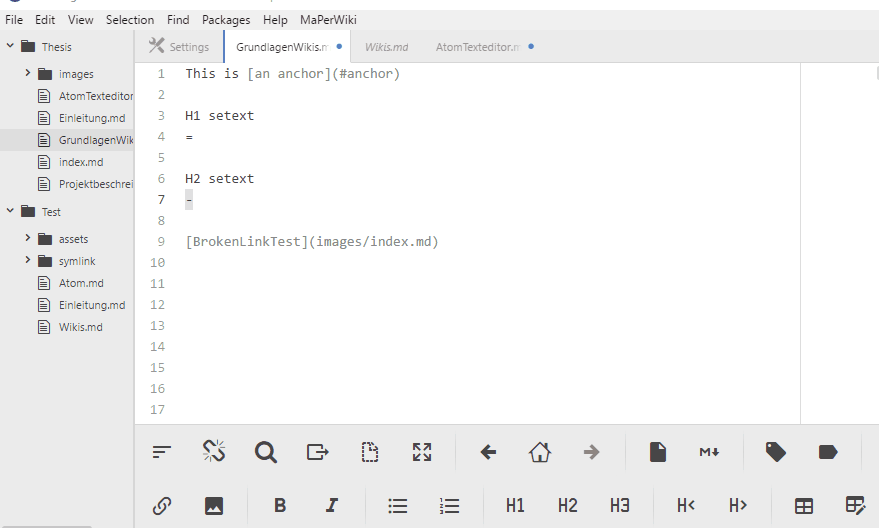 File Edit View Selection Find Packages Help MaPerWiki
Settings GrundlagenWikis.m Wikis.md AtomTexteditor.m
Thesis
images
AtomTexteditor
Einleitung.md
GrundlagenWik
index.md
Projektbeschrei
Test
assets
symlink
Atom.md
Einleitung.md
Wikis.md
1 This is [an anchor](#anchor)
2
3 H1 setext
4 =
5
6 H2 setext
7 -
8
9 [BrokenLinkTest](images/index.md)
10
11
12
13
14
15
16
17
M↓
B I H1 H2 H3 H< H>